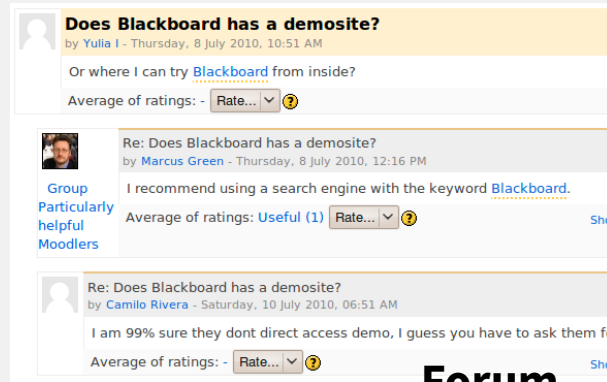 Does Blackboard has a demosite?
by Yulia I - Thursday, 8 July 2010, 10:51 AM
Or where I can try Blackboard from inside?
Average of ratings: - Rate...
Re: Does Blackboard has a demosite?
by Marcus Green - Thursday, 8 July 2010, 12:16 PM
Group
Particularly
helpful
Moodlers
I recommend using a search engine with the keyword Blackboard.
Average of ratings: Useful (1) Rate... ?
Sho
Re: Does Blackboard has a demosite?
by Camilo Rivera - Saturday, 10 July 2010, 06:51 AM
I am 99% sure they dont direct access demo, I guess you have to ask them f
Average of ratings: - Rate... ?
Sho
Forum